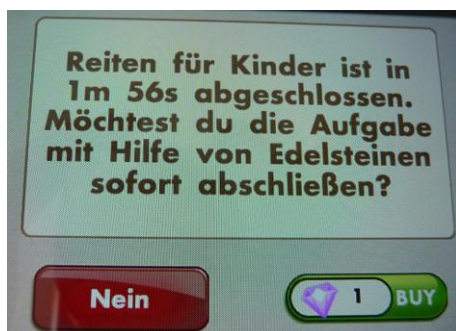 Reiten für Kinder ist in
1m 56s abgeschlossen.
Möchtest du die Aufgabe
mit Hilfe von Edelsteinen
sofort abschließen?
Nein
1 BUY